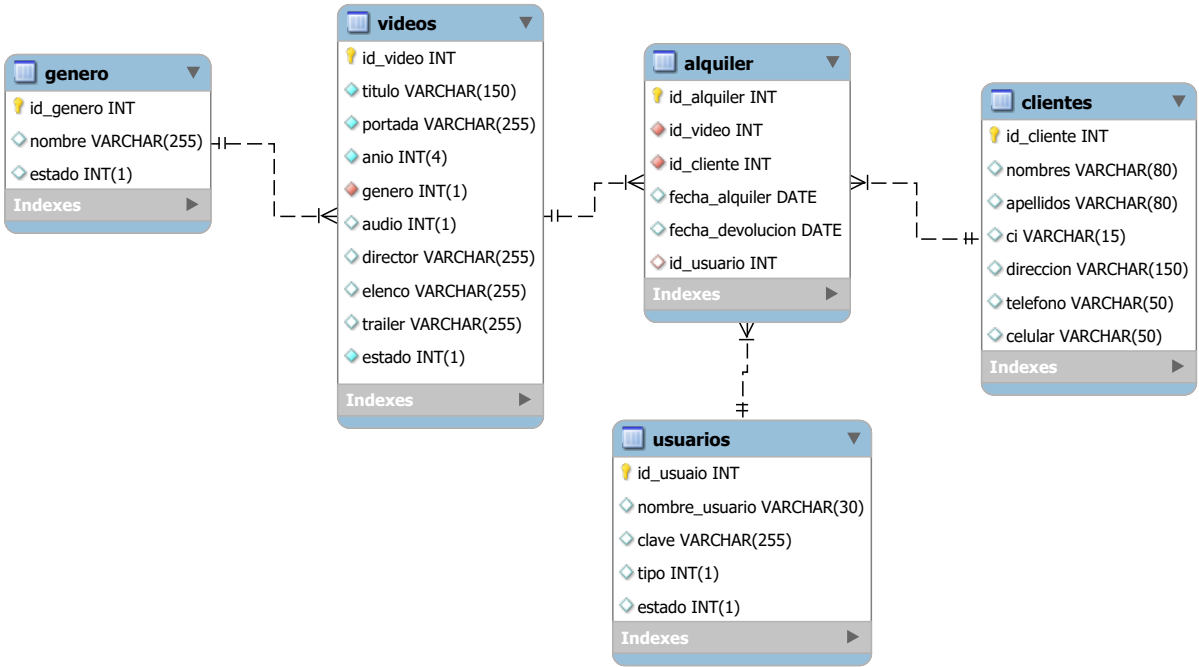 genero
id_genero INT
nombre VARCHAR(255)
estado INT(1)
Indexes
videos
id_video INT
titulo VARCHAR(150)
portada VARCHAR(255)
anio INT(4)
genero INT(1)
audio INT(1)
director VARCHAR(255)
elenco VARCHAR(255)
trailer VARCHAR(255)
estado INT(1)
Indexes
alquiler
id_alquiler INT
id_video INT
id_cliente INT
fecha_alquiler DATE
fecha_devolucion DATE
id_usuario INT
Indexes
clientes
id_cliente INT
nombres VARCHAR(80)
apellidos VARCHAR(80)
ci VARCHAR(15)
direccion VARCHAR(150)
telefono VARCHAR(50)
celular VARCHAR(50)
Indexes
usuarios
id_usuaio INT
nombre_usuario VARCHAR(30)
clave VARCHAR(255)
tipo INT(1)
estado INT(1)
Indexes